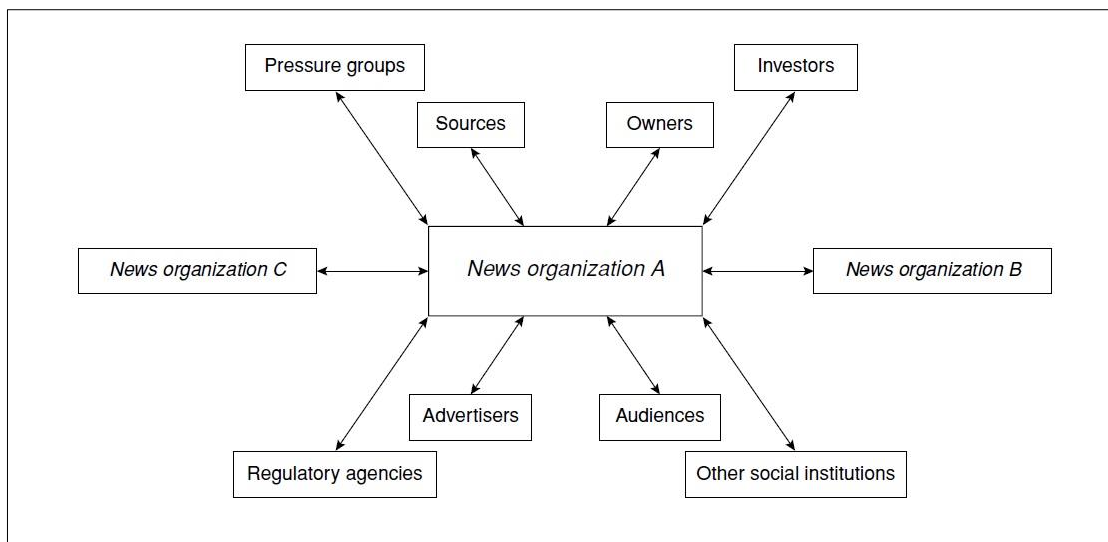 Pressure groups
Investors
Sources
Owners
News organization C
News organization A
News organization B
Advertisers
Audiences
Regulatory agencies
Other social institutions